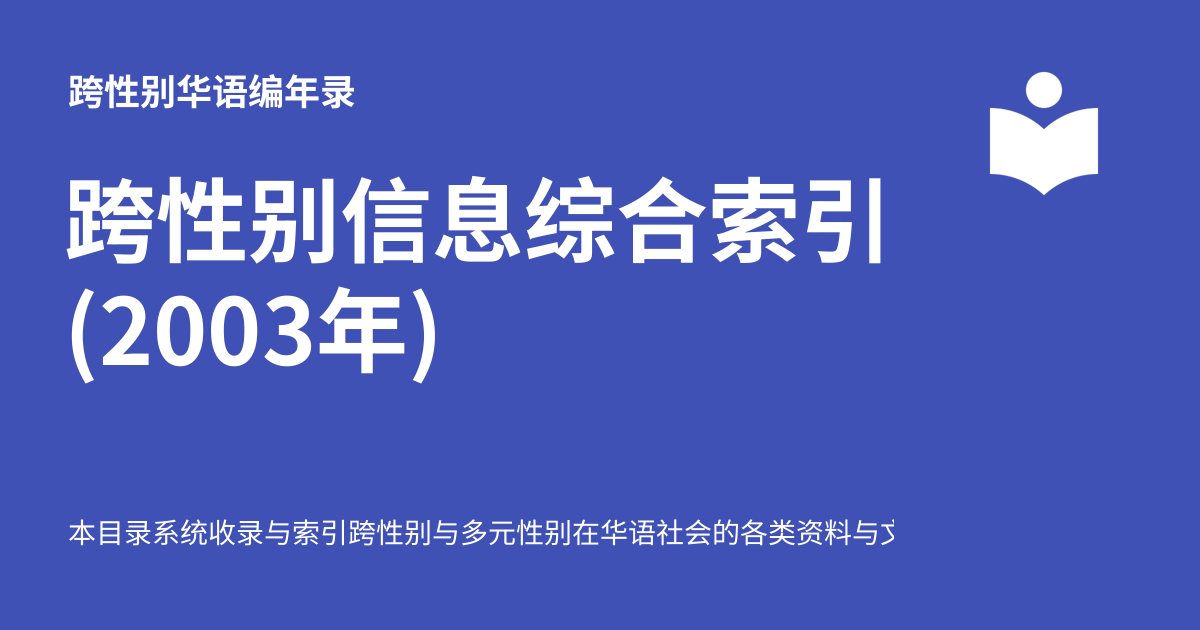 跨性别华语编年录
跨性别信息综合索引
(2003年)
本目录系统收录与索引跨性别与多元性别在华语社会的各类资料与